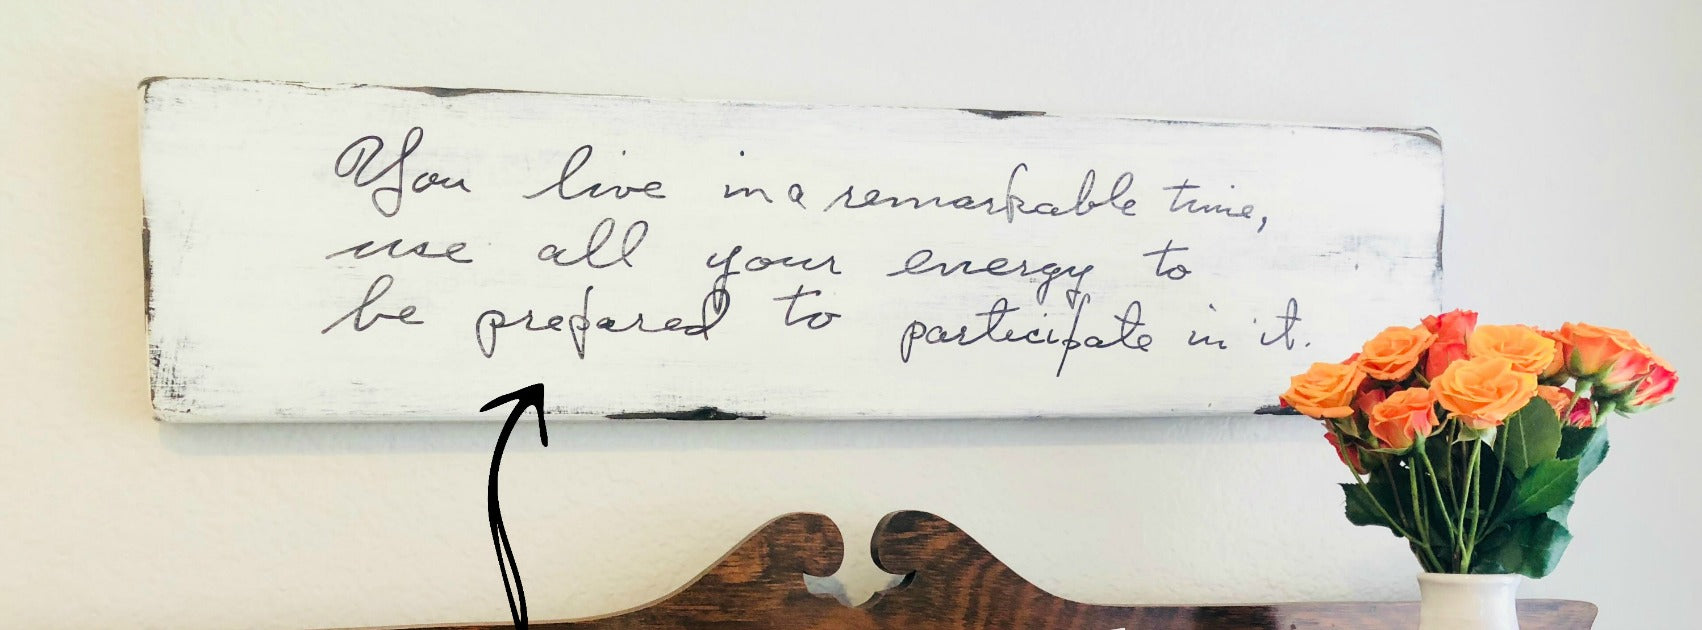 You live in a remarkable time,
use all your energy to
be prepared to participate in it.